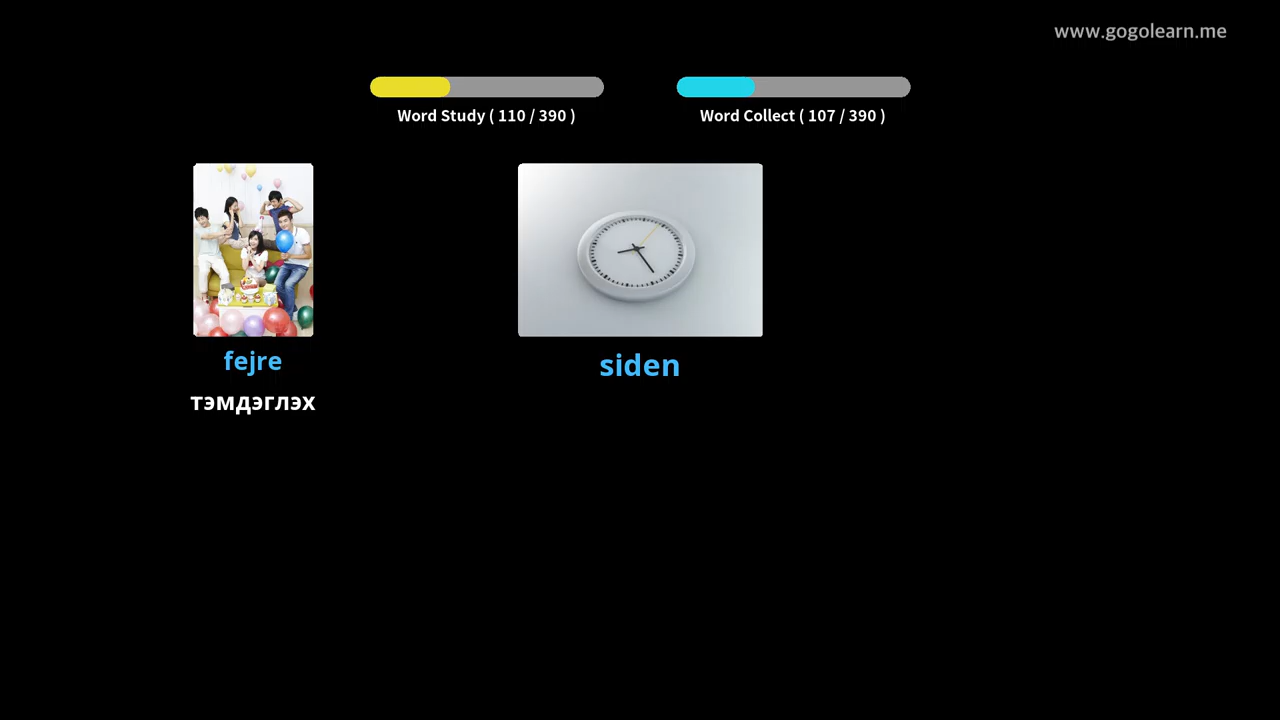 www.gogolearn.me
Word Study ( 110 / 390 )
Word Collect ( 107 / 390 )
fejre
тэмдэглэх
siden